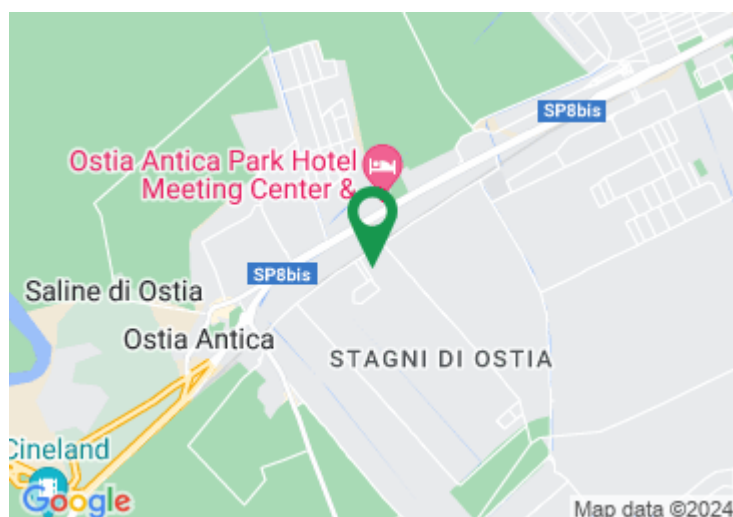 SP8bis
Ostia Antica Park Hotel
Meeting Center &
SP8bis
Saline di Ostia
Ostia Antica
STAGNI DI OSTIA
Cineland
Google
Map data ©2024